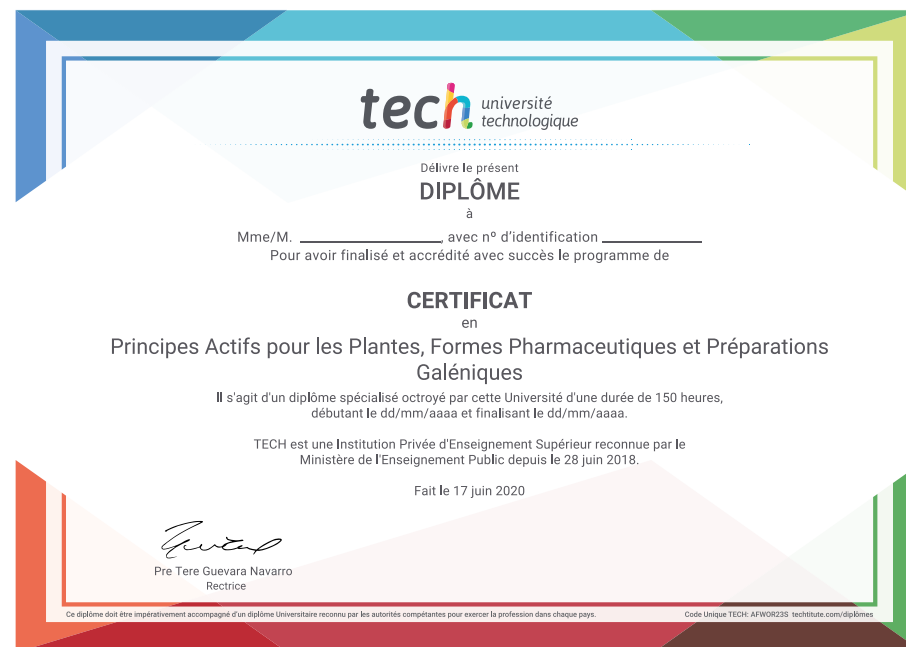 tech université
technologique
Délivre le présent
DIPLÔME
à
Mme/M. ____________________, avec nº d'identification ______________
Pour avoir finalisé et accrédité avec succès le programme de
CERTIFICAT
en
Principes Actifs pour les Plantes, Formes Pharmaceutiques et Préparations
Galéniques
Il s'agit d'un diplôme spécialisé octroyé par cette Université d'une durée de 150 heures,
débutant le dd/mm/aaaa et finalisant le dd/mm/aaaa.
TECH est une Institution Privée d'Enseignement Supérieur reconnue par le
Ministère de l'Enseignement Public depuis le 28 juin 2018.
Fait le 17 juin 2020
Pre Tere Guevara Navarro
Rectrice
Ce diplôme doit être impérativement accompagné d'un diplôme Universitaire reconnu par les autorités compétantes pour exercer la profession dans chaque pays.
Code Unique TECH: AFWOR23S techtitute.com/diplômes